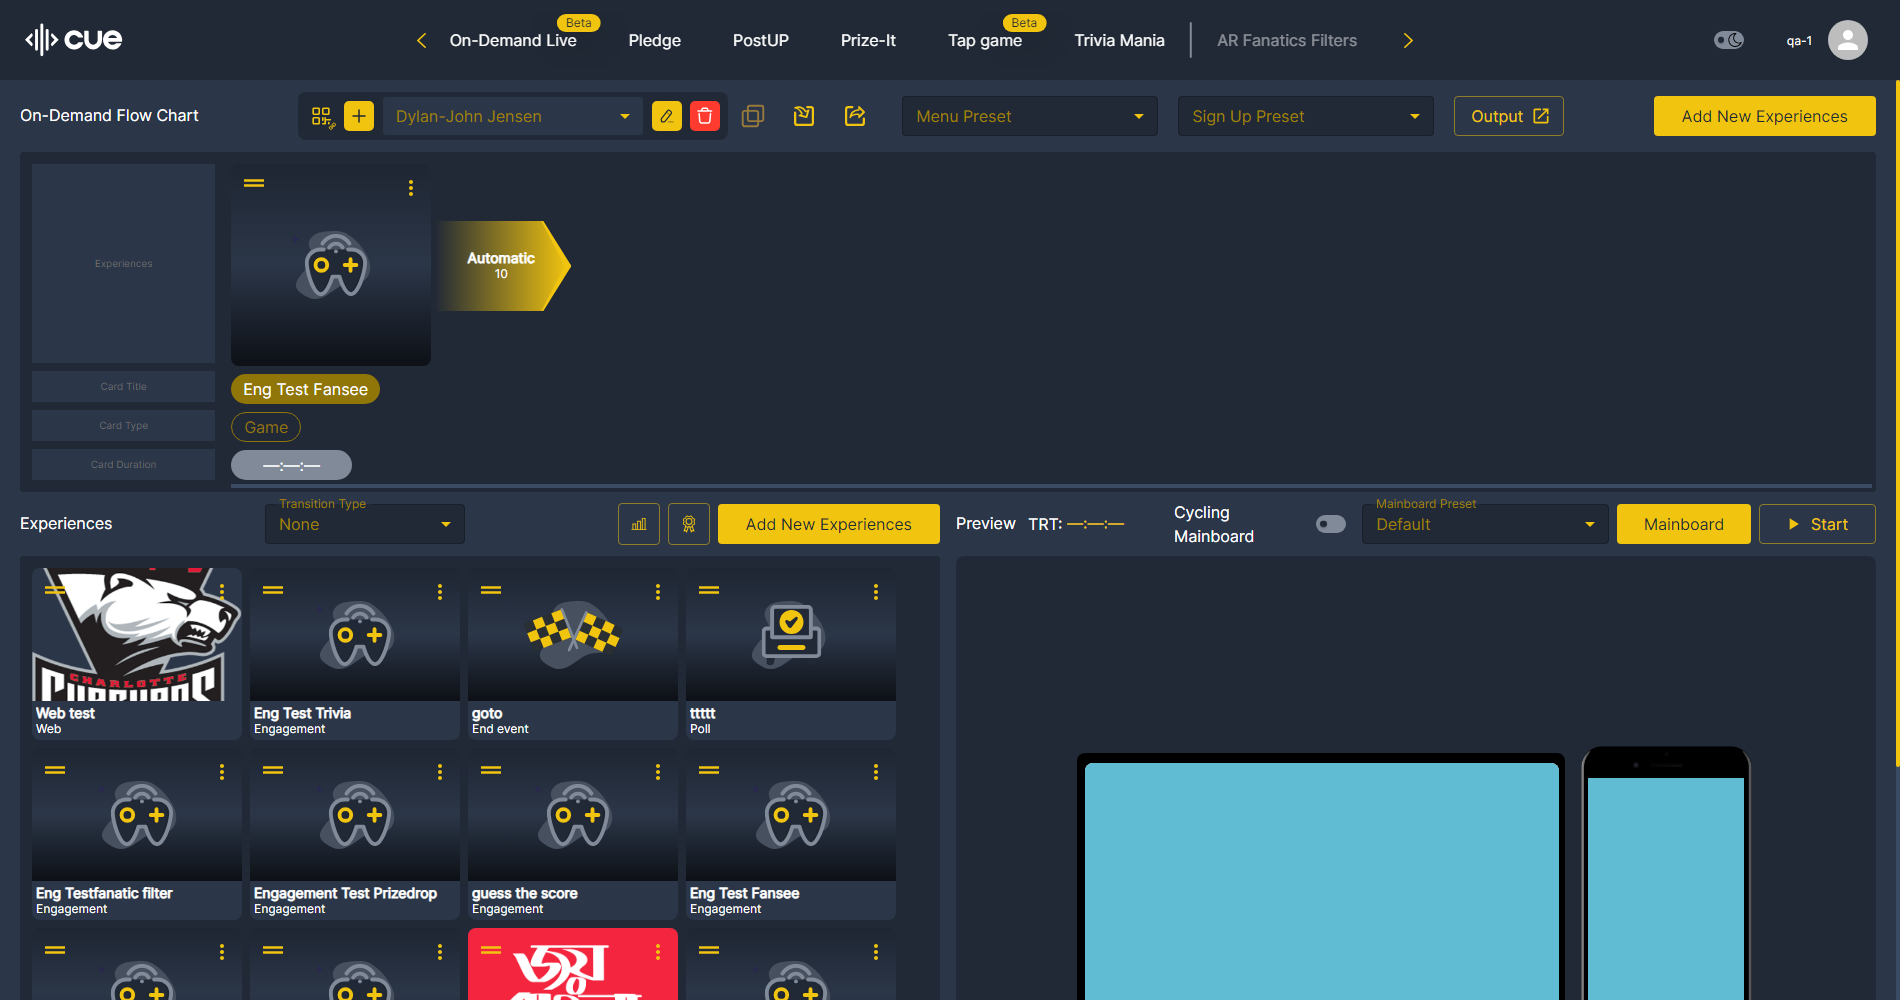 cue
On-Demand Live
Beta
Pledge
PostUP
Prize-It
Tap game
Beta
Trivia Mania
AR Fanatics Filters
qa-1
On-Demand Flow Chart
Dylan-John Jensen
Menu Preset
Sign Up Preset
Output
Add New Experiences
Experiences
Automatic
10
Card Title
Eng Test Fansee
Card Type
Game
Card Duration
—:—:—
Experiences
Transition Type
None
Add New Experiences
Preview
TRT: —:—:—
Cycling
Mainboard
Mainboard Preset
Default
Mainboard
Start
CHARLOTTE
Web test
Web
Eng Test Trivia
Engagement
goto
End event
ttttt
Poll
Eng Testfanatic filter
Engagement
Engagement Test Prizedrop
Engagement
guess the score
Engagement
Eng Test Fansee
Engagement
জয়